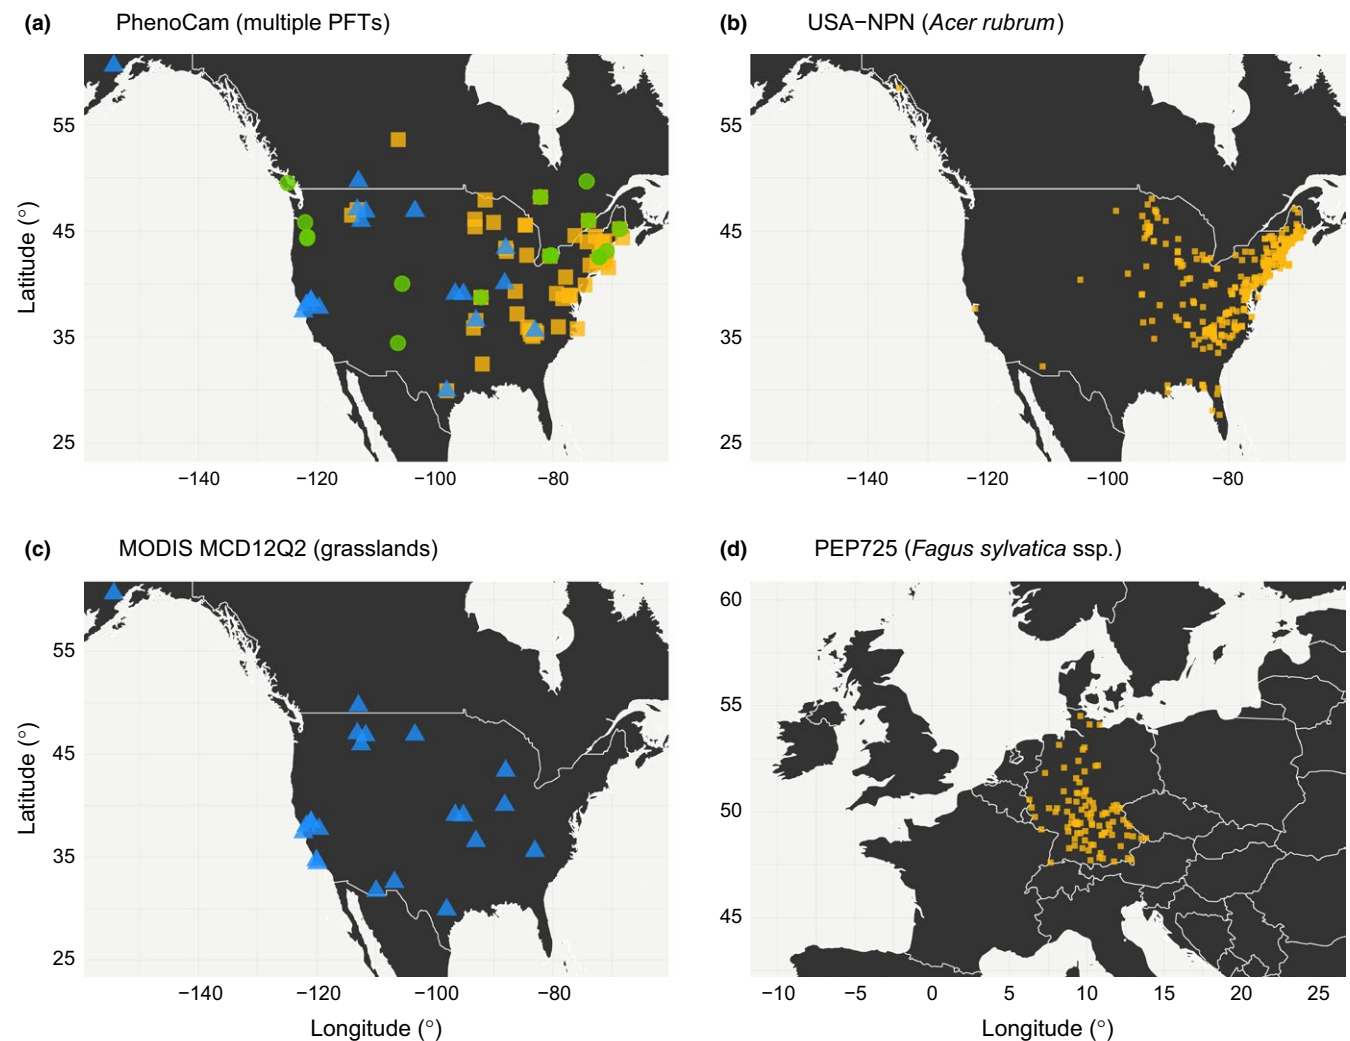 (a) PhenoCam (multiple PFTs)
(b) USA−NPN (Acer rubrum)
Latitude (°)
55
45
35
25
−140 −120 −100 −80
55
45
35
25
−140 −120 −100 −80
(c) MODIS MCD12Q2 (grasslands)
(d) PEP725 (Fagus sylvatica ssp.)
Latitude (°)
55
45
35
25
−140 −120 −100 −80
Longitude (°)
60
55
50
45
−10 −5 0 5 10 15 20 25
Longitude (°)